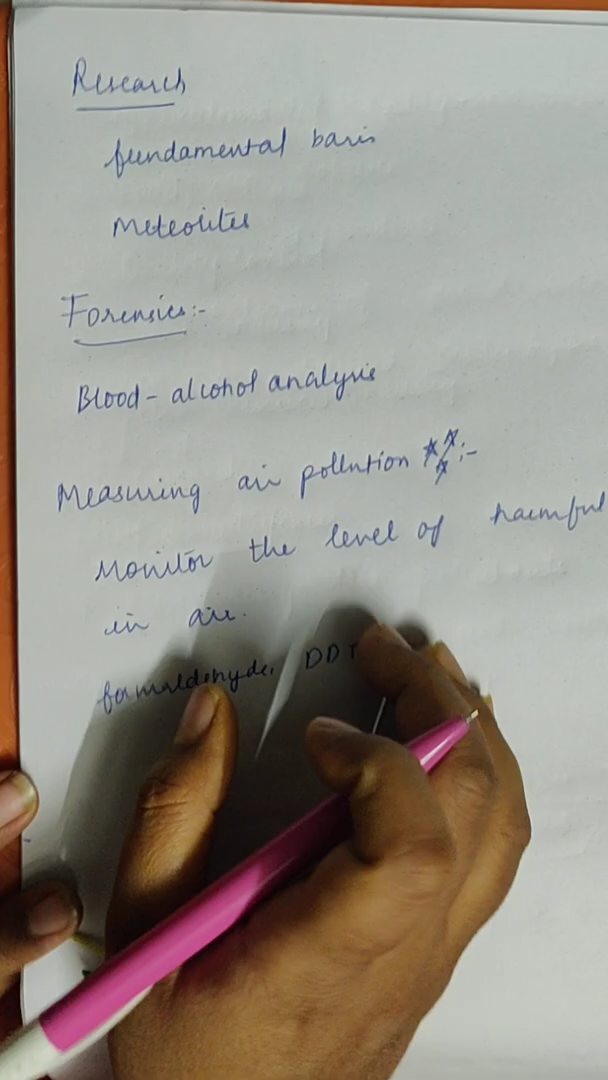 Research
fundamental basis
Meteolites
Forensics:-
Blood - alcohol analysis
Measuring air pollution ***:-
Monitor the level of harmful
in air.
formaldehyde, DDT